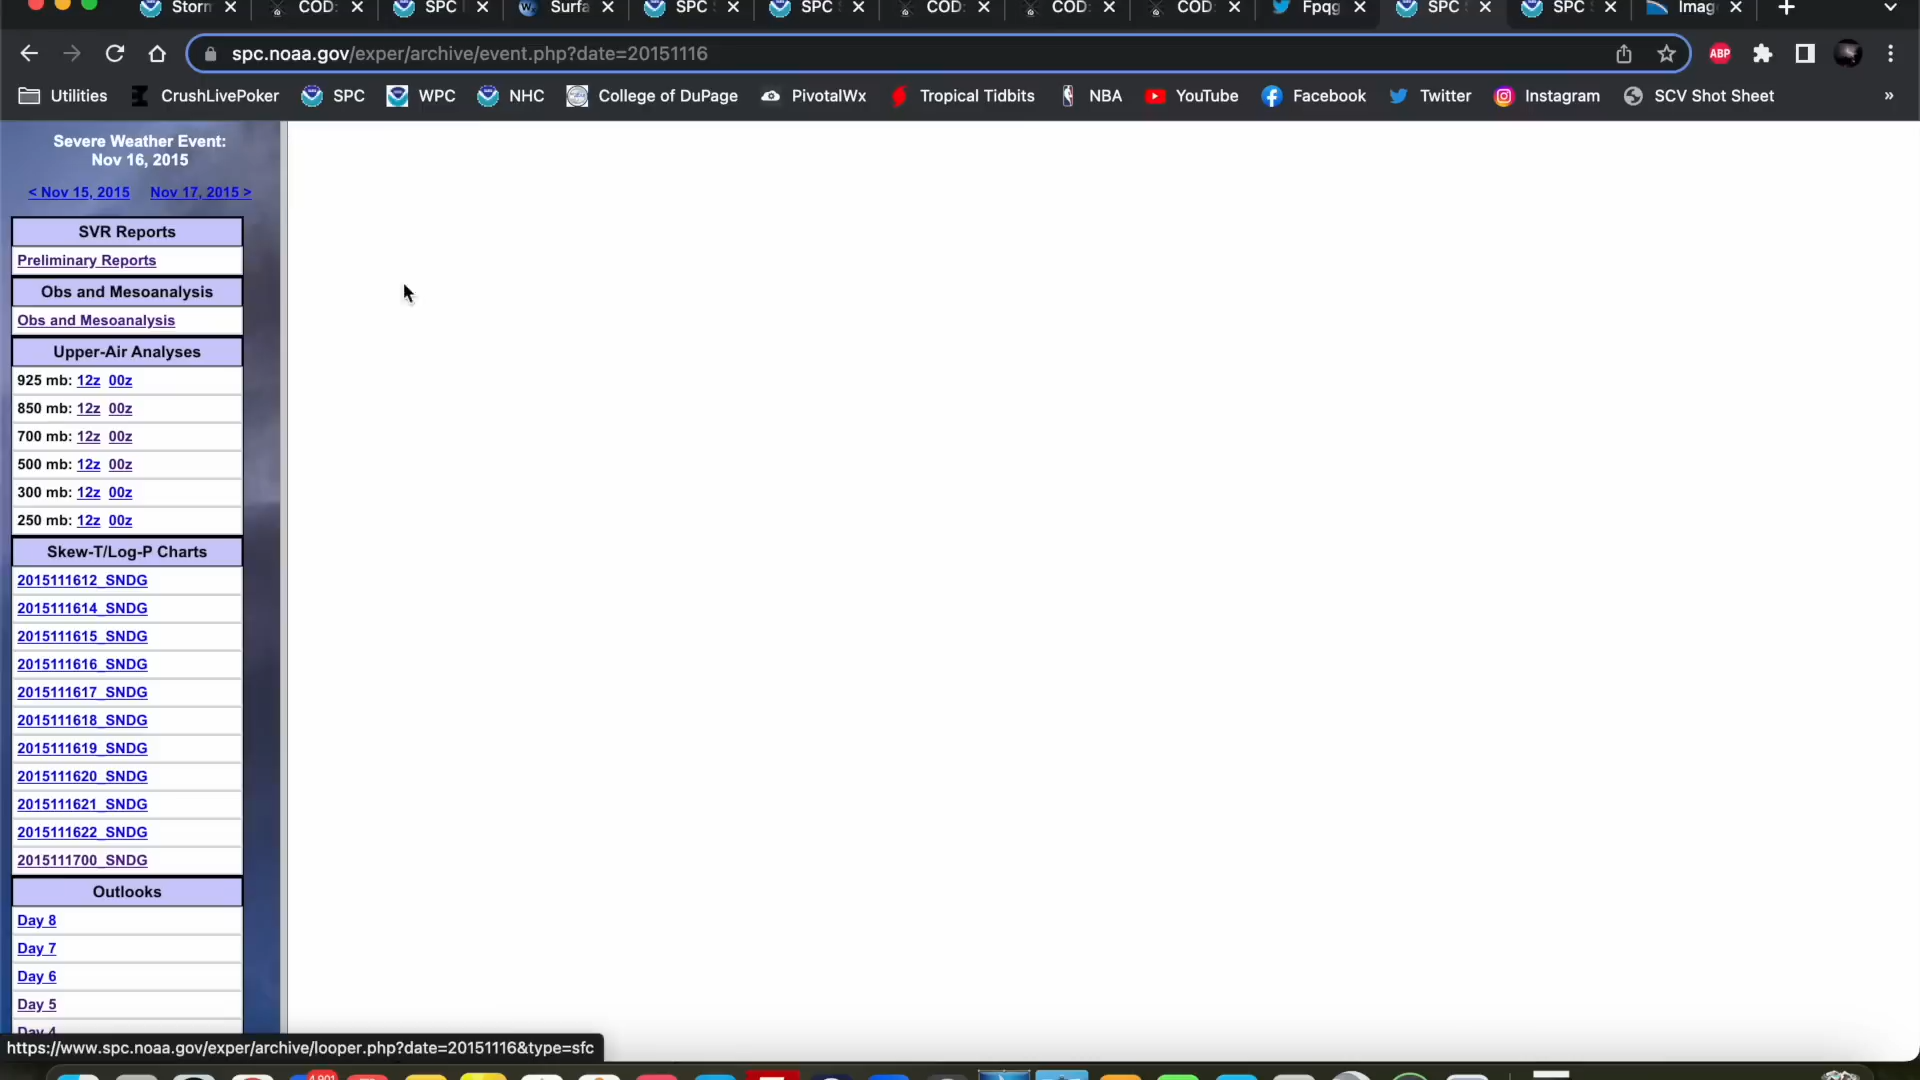 Storm COD: COD SPC Surfa SPC SPC COD: COD: COD: Fpqg SPC SPC Imag
spc.noaa.gov/exper/archive/event.php?date=20151116 ABP
Utilities CrushLivePoker SPC WPC NHC College of DuPage PivotalWx Tropical Tidbits NBA YouTube Facebook Twitter Instagram SCV Shot Sheet »
Severe Weather Event:
Nov 16, 2015
< Nov 15, 2015 Nov 17, 2015 >
SVR Reports
Preliminary Reports
Obs and Mesoanalysis
Obs and Mesoanalysis
Upper-Air Analyses
925 mb: 12z 00z
850 mb: 12z 00z
700 mb: 12z 00z
500 mb: 12z 00z
300 mb: 12z 00z
250 mb: 12z 00z
Skew-T/Log-P Charts
2015111612_SNDG
2015111614_SNDG
2015111615_SNDG
2015111616_SNDG
2015111617_SNDG
2015111618_SNDG
2015111619_SNDG
2015111620_SNDG
2015111621_SNDG
2015111622_SNDG
2015111700_SNDG
Outlooks
Day 8
Day 7
Day 6
Day 5
Day 4
https://www.spc.noaa.gov/exper/archive/looper.php?date=20151116&type=sfc
4,901